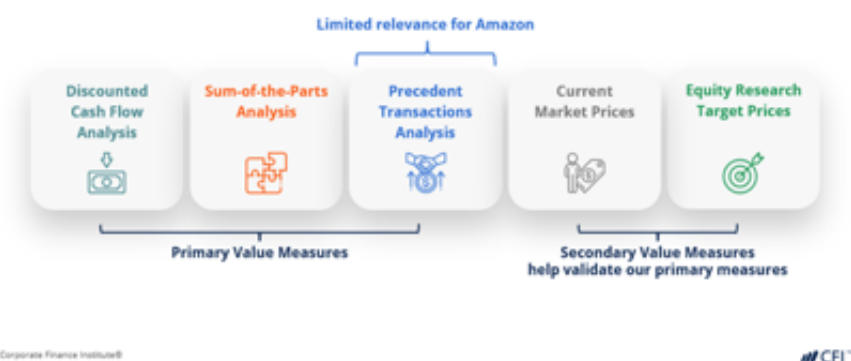 Limited relevance for Amazon
Discounted
Cash Flow
Analysis
Sum-of-the-Parts
Analysis
Precedent
Transactions
Analysis
Current
Market Prices
Equity Research
Target Prices
Primary Value Measures
Secondary Value Measures
help validate our primary measures
Corporate Finance Institute®
CFI™